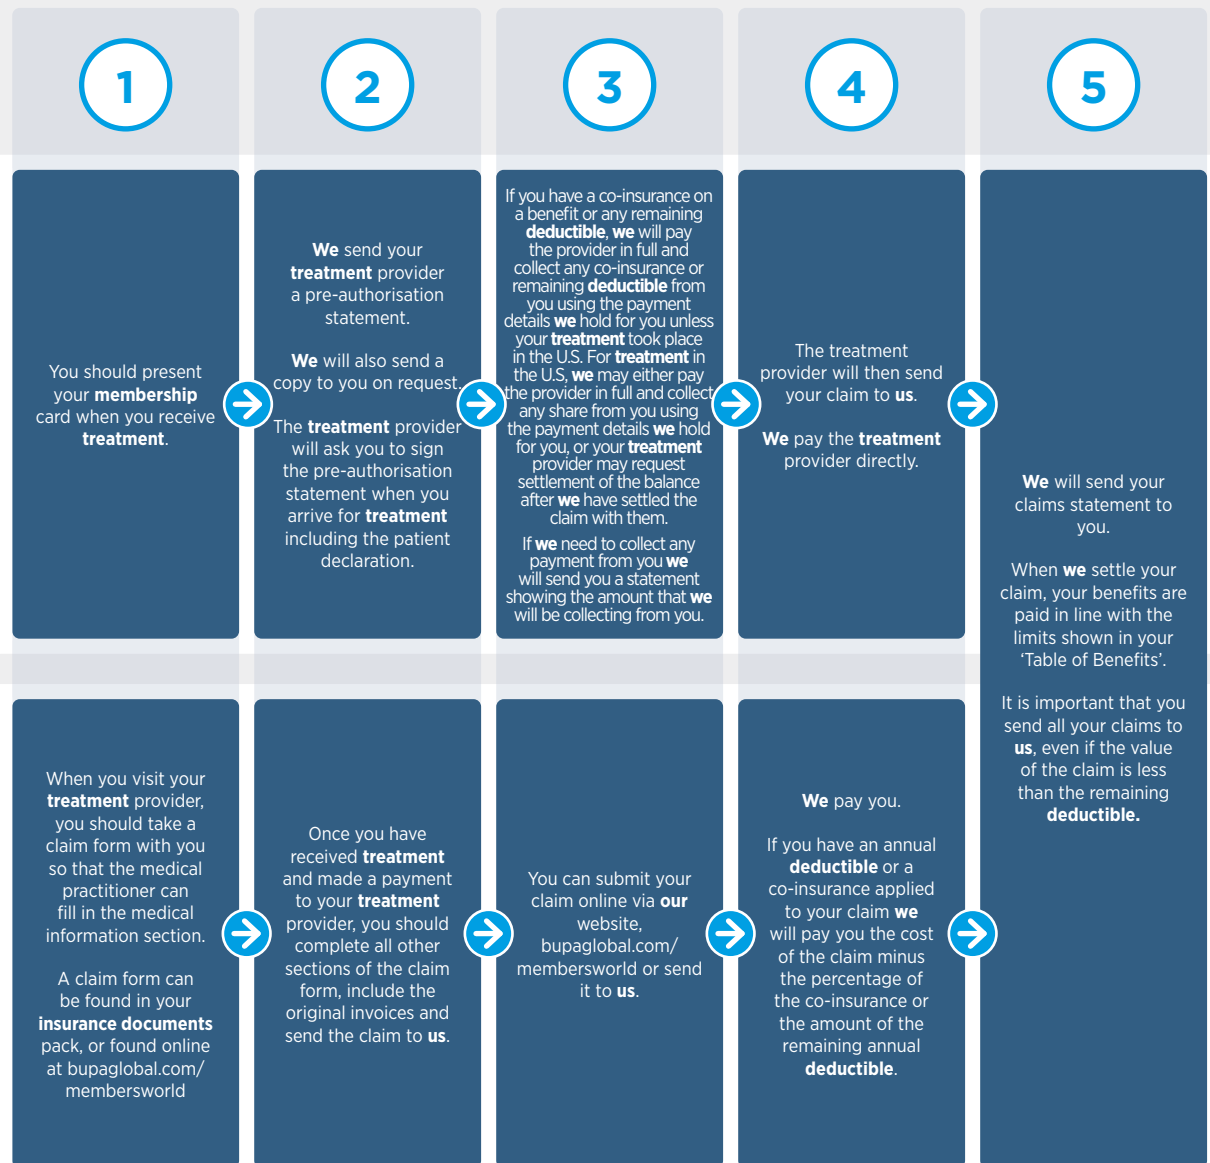 1
2
3
4
5
You should present
your membership
card when you receive
treatment.
We send your
treatment provider
a pre-authorisation
statement.
We will also send a
copy to you on request.
The treatment provider
will ask you to sign
the pre-authorisation
statement when you
arrive for treatment
including the patient
declaration.
If you have a co-insurance on
a benefit or any remaining
deductible, we will pay
the provider in full and
collect any co-insurance or
remaining deductible from
you using the payment
details we hold for you unless
your treatment took place
in the U.S. For treatment in
the U.S, we may either pay
the provider in full and collect
any share from you using
the payment details we hold
for you, or your treatment
provider may request
settlement of the balance
after we have settled the
claim with them.
If we need to collect any
payment from you we
will send you a statement
showing the amount that we
will be collecting from you.
The treatment
provider will then send
your claim to us.
We pay the treatment
provider directly.
We will send your
claims statement to
you.
When we settle your
claim, your benefits are
paid in line with the
limits shown in your
‘Table of Benefits’.
It is important that you
send all your claims to
us, even if the value
of the claim is less
than the remaining
deductible.
When you visit your
treatment provider,
you should take a
claim form with you
so that the medical
practitioner can
fill in the medical
information section.
A claim form can
be found in your
insurance documents
pack, or found online
at bupaglobal.com/
membersworld
Once you have
received treatment
and made a payment
to your treatment
provider, you should
complete all other
sections of the claim
form, include the
original invoices and
send the claim to us.
You can submit your
claim online via our
website,
bupaglobal.com/
membersworld or send
it to us.
We pay you.
If you have an annual
deductible or a
co-insurance applied
to your claim we
will pay you the cost
of the claim minus
the percentage of
the co-insurance or
the amount of the
remaining annual
deductible.